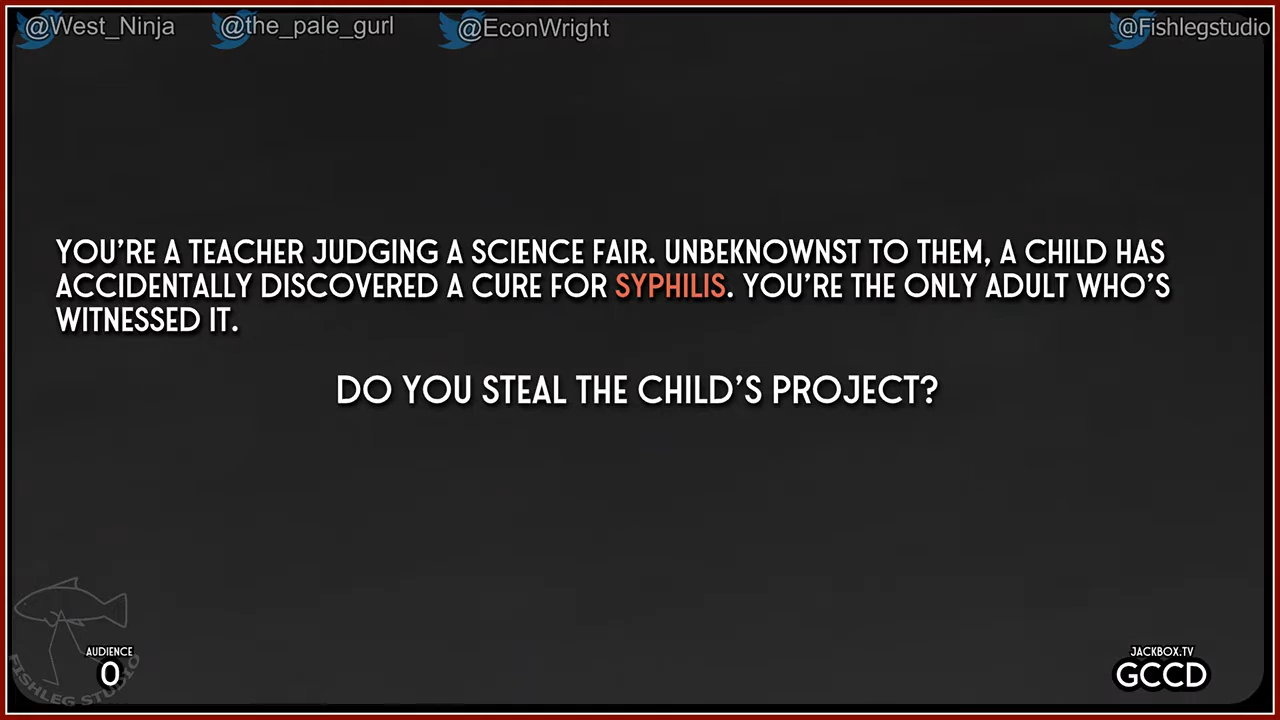 @West_Ninja @the_pale_gurl @EconWright @Fishlegstudio
YOU'RE A TEACHER JUDGING A SCIENCE FAIR. UNBEKNOWNST TO THEM, A CHILD HAS
ACCIDENTALLY DISCOVERED A CURE FOR SYPHILIS. YOU'RE THE ONLY ADULT WHO'S
WITNESSED IT.
DO YOU STEAL THE CHILD'S PROJECT?
FISHLEG STUDIO
AUDIENCE
0
JACKBOX.TV
GCCD